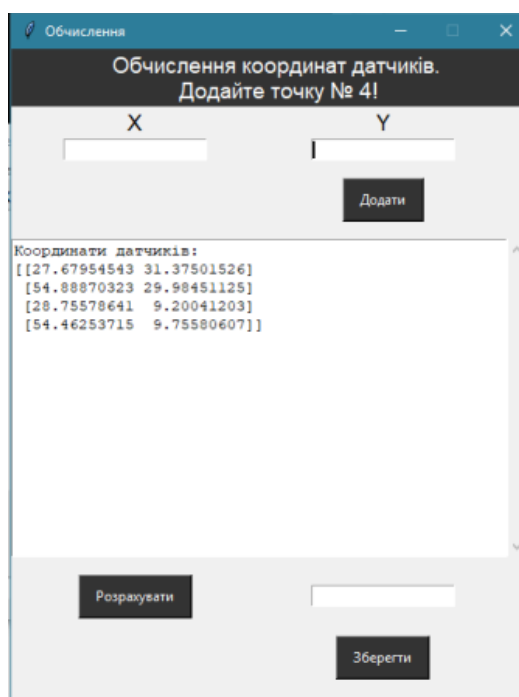 Обчислення
Обчислення координат датчиків.
Додайте точку № 4!
X Y
Додати
Координати датчиків:
[[27.67954543 31.37501526]
[54.88870323 29.98451125]
[28.75578641 9.20041203]
[54.46253715 9.75580607]]
Розрахувати
Зберегти